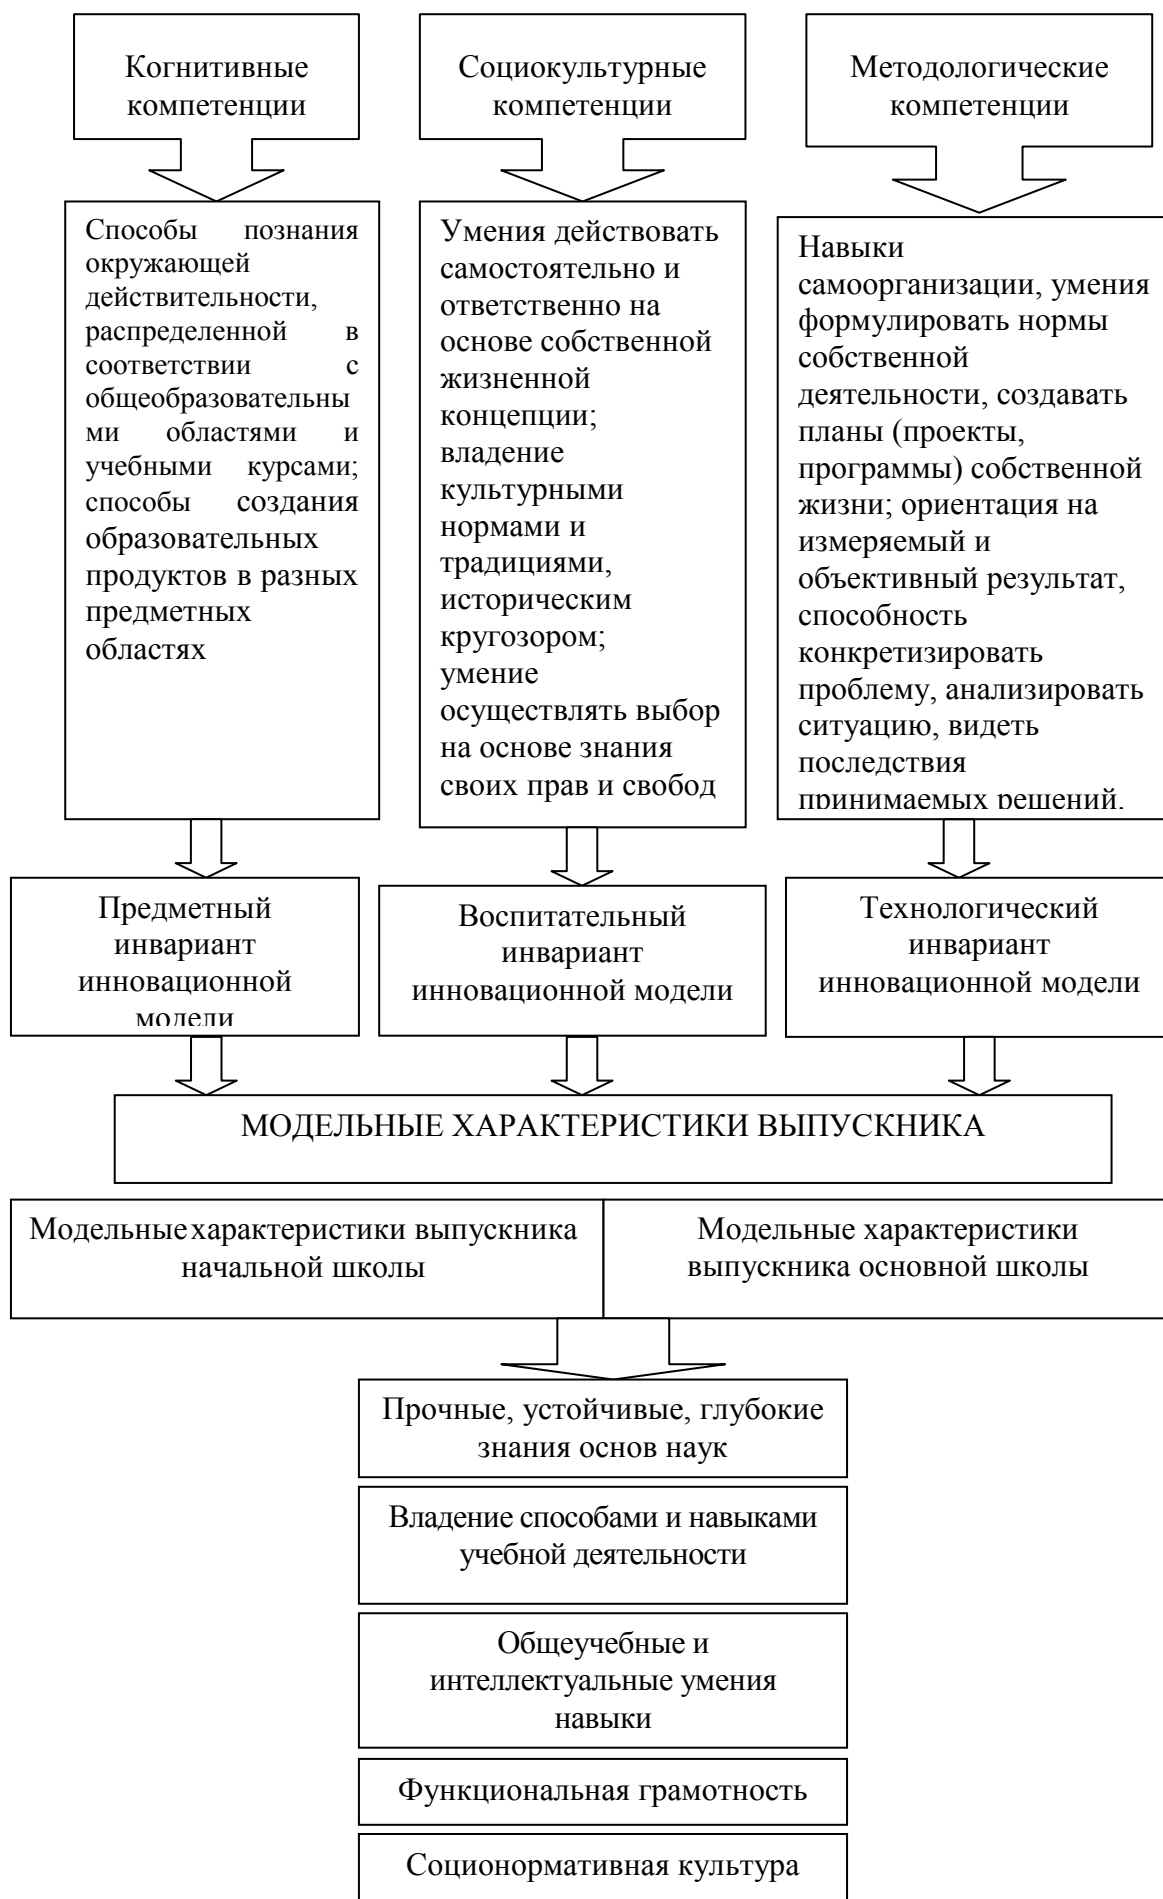 Когнитивные
компетенции
Социокультурные
компетенции
Методологические
компетенции
Способы познания
окружающей
действительности,
распределенной в
соответствии с
общеобразовательны
ми областями и
учебными курсами;
способы создания
образовательных
продуктов в разных
предметных
областях
Умения действовать
самостоятельно и
ответственно на
основе собственной
жизненной
концепции;
владение
культурными
нормами и
традициями,
историческим
кругозором;
умение
осуществлять выбор
на основе знания
своих прав и свобод
Навыки
самоорганизации, умения
формулировать нормы
собственной
деятельности, создавать
планы (проекты,
программы) собственной
жизни; ориентация на
измеряемый и
объективный результат,
способность
конкретизировать
проблему, анализировать
ситуацию, видеть
последствия
принимаемых решений.
Предметный
инвариант
инновационной
модели
Воспитательный
инвариант
инновационной модели
Технологический
инвариант
инновационной модели
МОДЕЛЬНЫЕ ХАРАКТЕРИСТИКИ ВЫПУСКНИКА
Модельные характеристики выпускника
начальной школы
Модельные характеристики
выпускника основной школы
Прочные, устойчивые, глубокие
знания основ наук
Владение способами и навыками
учебной деятельности
Общеучебные и
интеллектуальные умения
навыки
Функциональная грамотность
Соционормативная культура